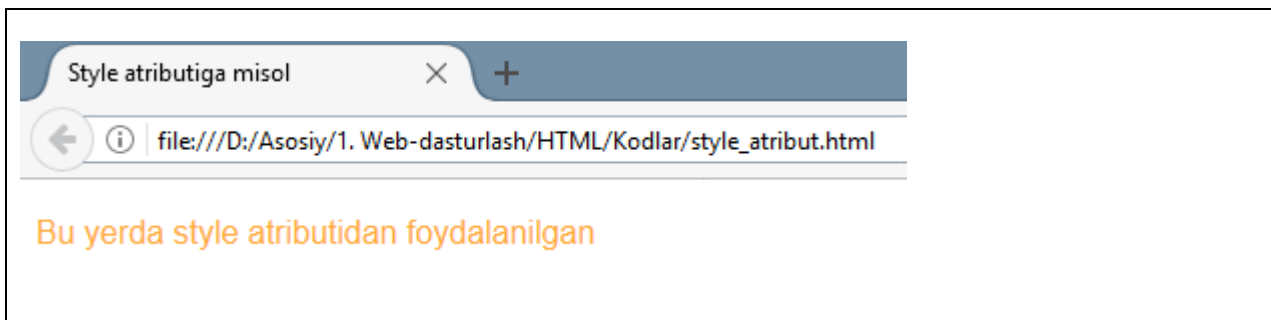 Style atributiga misol
file:///D:/Asosiy/1. Web-dasturlash/HTML/Kodlar/style_atribut.html
Bu yerda style atributidan foydalanilgan